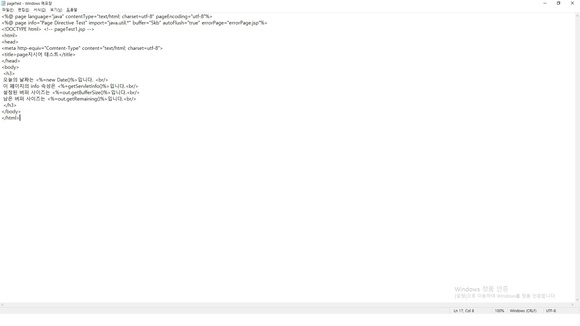 pageTest - Windows 메모장
파일(F) 편집(E) 서식(O) 보기(V) 도움말
<%@ page language="java" contentType="text/html; charset=utf-8" pageEncoding="utf-8"%>
<%@ page info="Page Directive Test" import="java.util.*" buffer="5kb" autoFlush="true" errorPage="errorPage.jsp"%>
<!DOCTYPE html> <!-- pageTest1.jsp -->
<html>
<head>
<meta http-equiv="Comtent-Type" content="text/html; charset=utf-8">
<title>page지시어 테스트</title>
</head>
<body>
<h3>
오늘의 날짜는 <%=new Date()%>입니다. <br/>
이 페이지의 info 속성은 <%=getServletInfo()%>입니다.<br/>
설정된 버퍼 사이즈는 <%=out.getBufferSize()%>입니다.<br/>
남은 버퍼 사이즈는 <%=out.getRemaining()%>입니다.<br/>
</h3>
</body>
</html>
Windows 정품 인증
[설정]으로 이동하여 Windows를 정품 인증합니다.
Ln 17, Col 8 100% Windows (CRLF) UTF-8